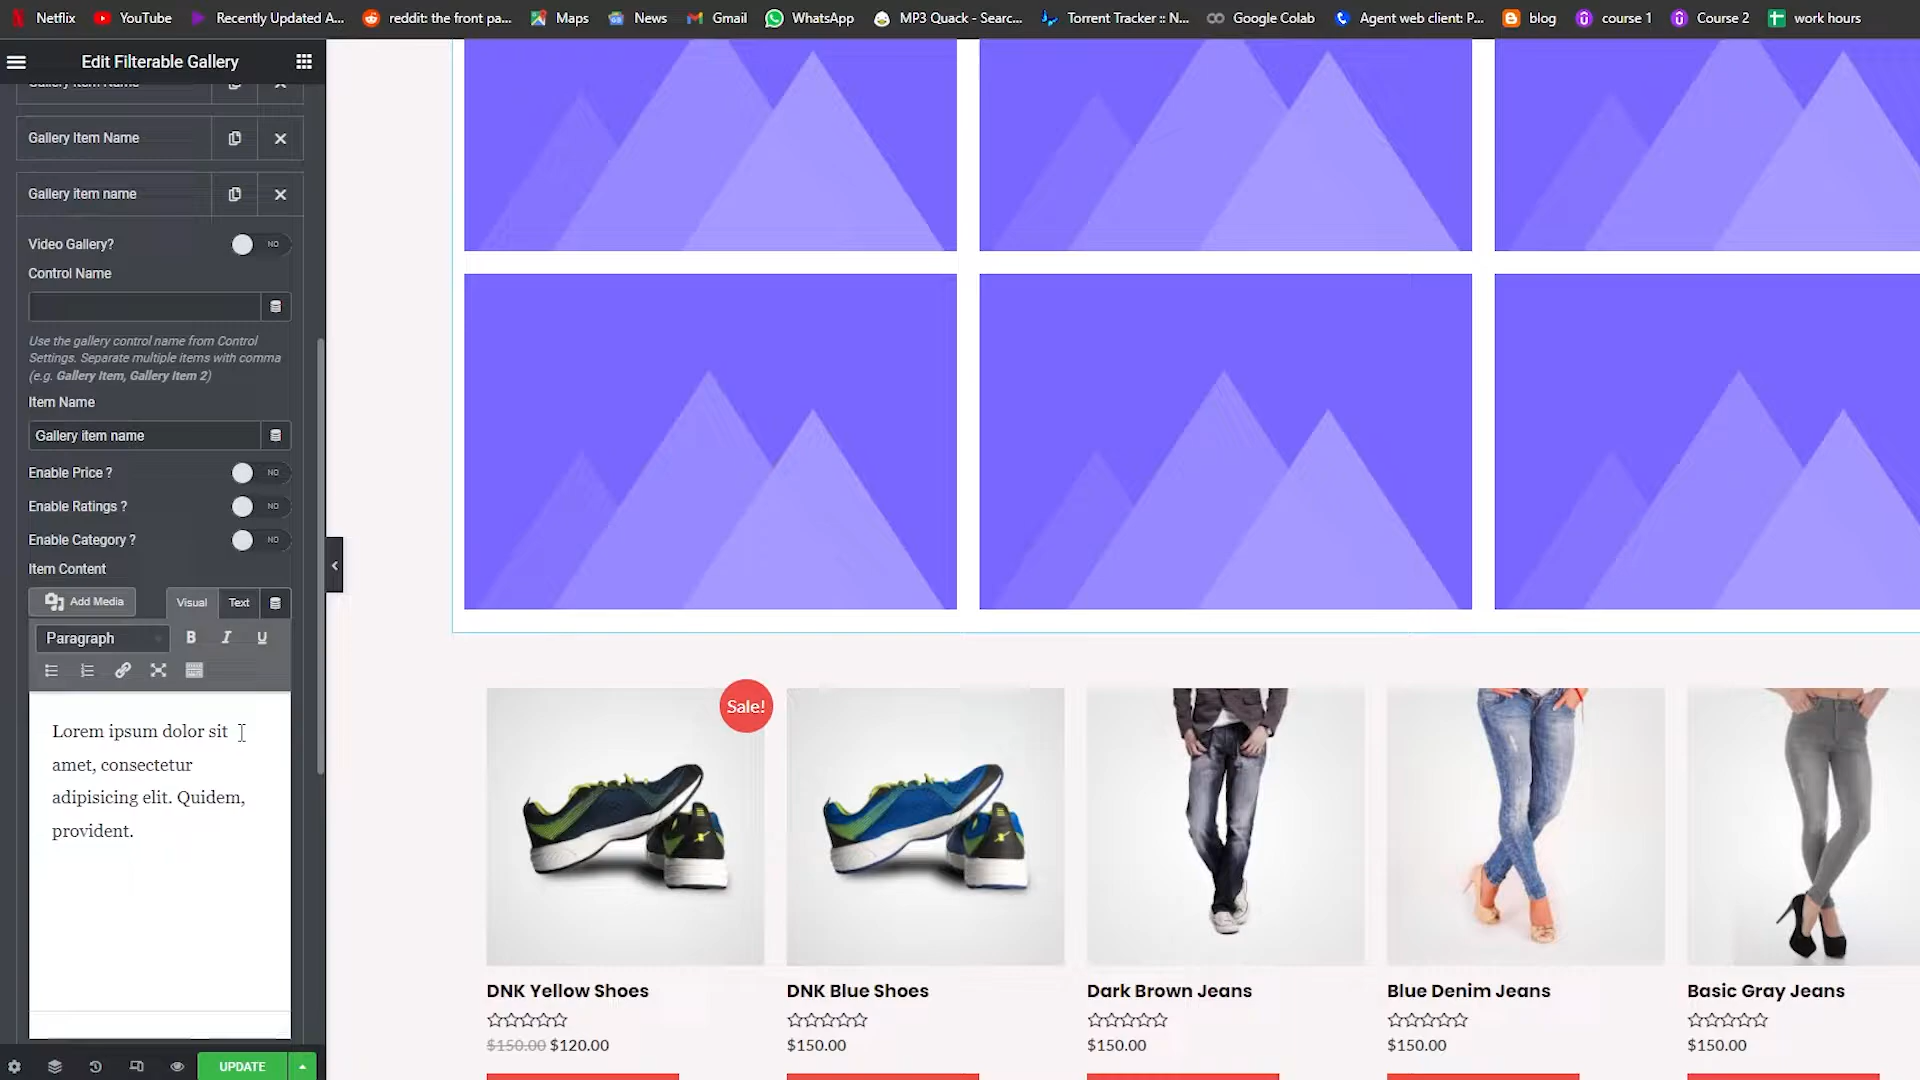 Netflix YouTube Recently Updated A... reddit: the front pa... Maps News Gmail WhatsApp MP3 Quack - Searc... Torrent Tracker :: N... Google Colab Agent web client: P... blog course 1 Course 2 work hours
Edit Filterable Gallery
Gallery Item Name
Gallery Item Name
Gallery item name
Video Gallery? NO
Control Name
Use the gallery control name from Control
Settings. Separate multiple items with comma
(e.g. Gallery Item, Gallery Item 2)
Item Name
Gallery item name
Enable Price ? NO
Enable Ratings ? NO
Enable Category ? NO
Item Content
Add Media Visual Text
Paragraph B I U
Lorem ipsum dolor sit
amet, consectetur
adipisicing elit. Quidem,
provident.
UPDATE
Sale!
DNK Yellow Shoes
$150.00 $120.00
DNK Blue Shoes
$150.00
Dark Brown Jeans
$150.00
Blue Denim Jeans
$150.00
Basic Gray Jeans
$150.00